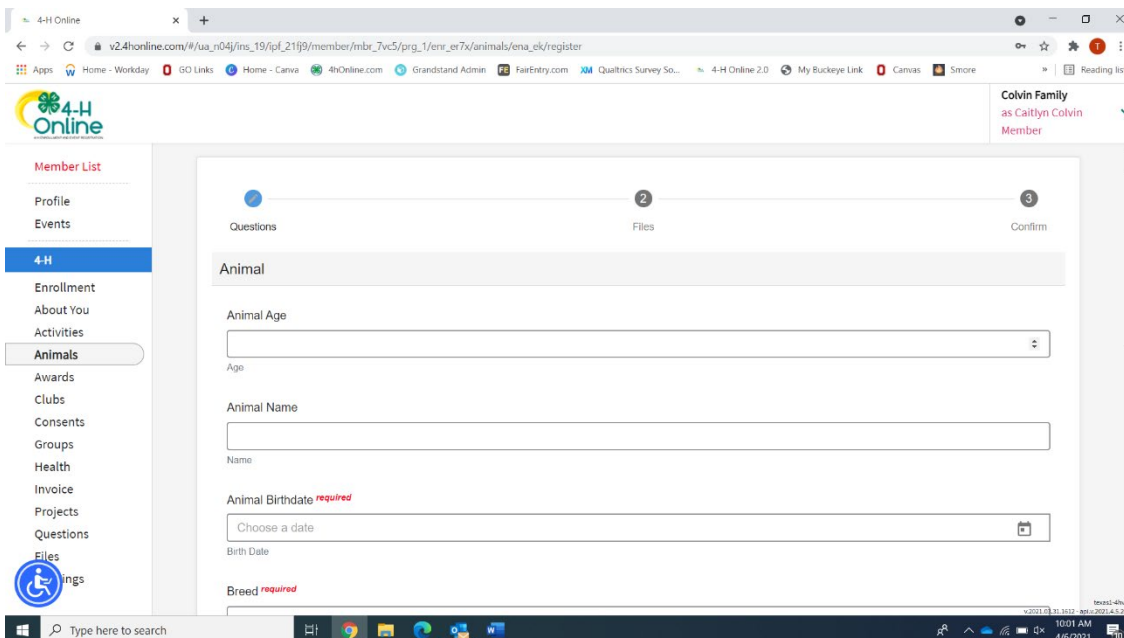 4-H Online
v2.4honline.com/#/ua_n04j/ins_19/ipf_21fj9/member/mbr_7vc5/prg_1/enr_er7x/animals/ena_ek/register
T
Apps Home - Workday GO Links Home - Canva 4hOnline.com Grandstand Admin FE FairEntry.com XM Qualtrics Survey So... 4-H Online 2.0 My Buckeye Link Canvas Smore » Reading lis
4-H
Online
Colvin Family
as Caitlyn Colvin
Member
Member List
Profile
Events
4-H
Enrollment
About You
Activities
Animals
Awards
Clubs
Consents
Groups
Health
Invoice
Projects
Questions
Files
ings
2
3
Questions
Files
Confirm
Animal
Animal Age
Age
Animal Name
Name
Animal Birthdate required
Choose a date
Birth Date
Breed required
Type here to search
10:01 AM
4/6/2021